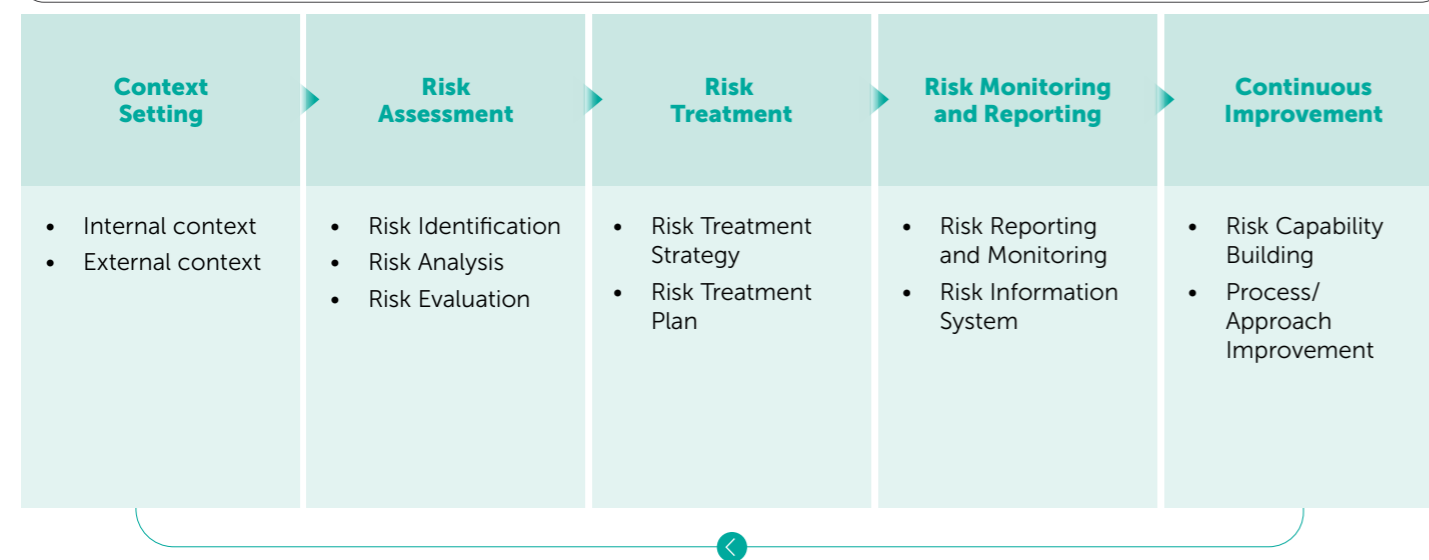 Context
Setting
Risk
Assessment
Risk
Treatment
Risk Monitoring
and Reporting
Continuous
Improvement
• Internal context
• External context
• Risk Identification
• Risk Analysis
• Risk Evaluation
• Risk Treatment
Strategy
• Risk Treatment
Plan
• Risk Reporting
and Monitoring
• Risk Information
System
• Risk Capability
Building
• Process/
Approach
Improvement